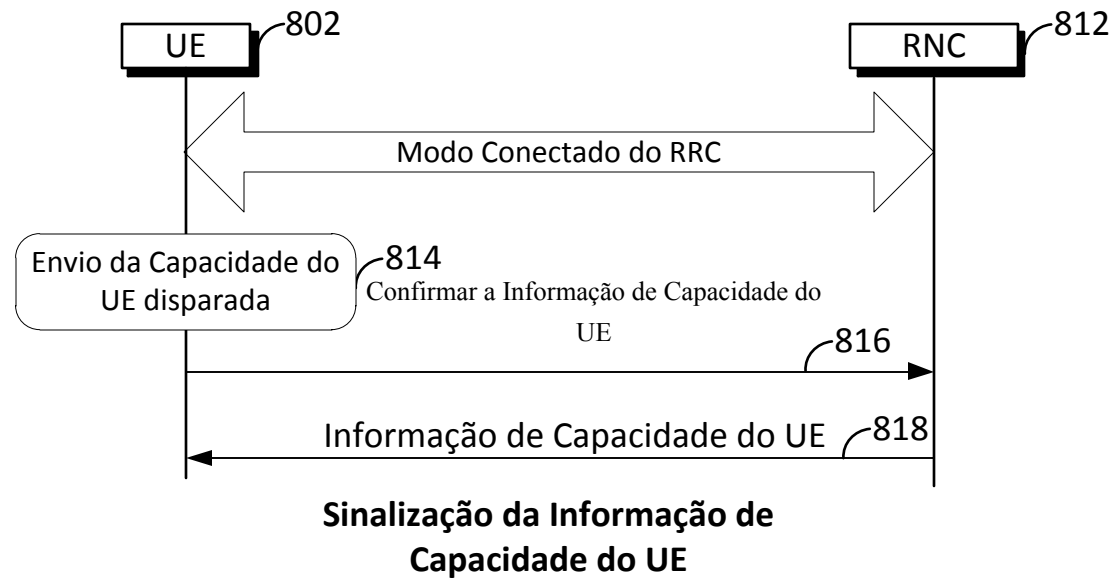 UE 802
RNC 812
Modo Conectado do RRC
Envio da Capacidade do
UE disparada
814
Confirmar a Informação de Capacidade do
UE
816
Informação de Capacidade do UE 818
Sinalização da Informação de
Capacidade do UE